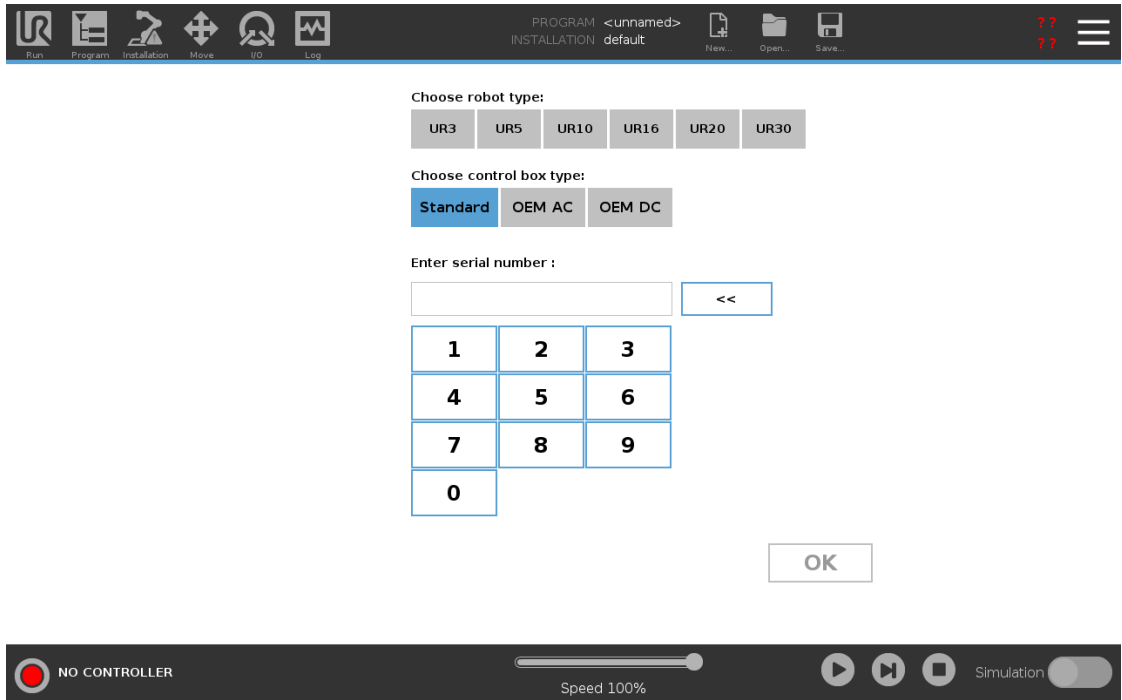 PROGRAM <unnamed>
INSTALLATION default
? ?
? ?
Run Program Installation Move I/O Log New... Open... Save...
Choose robot type:
UR3 UR5 UR10 UR16 UR20 UR30
Choose control box type:
Standard OEM AC OEM DC
Enter serial number :
<<
1 2 3
4 5 6
7 8 9
0
OK
NO CONTROLLER
Speed 100%
Simulation